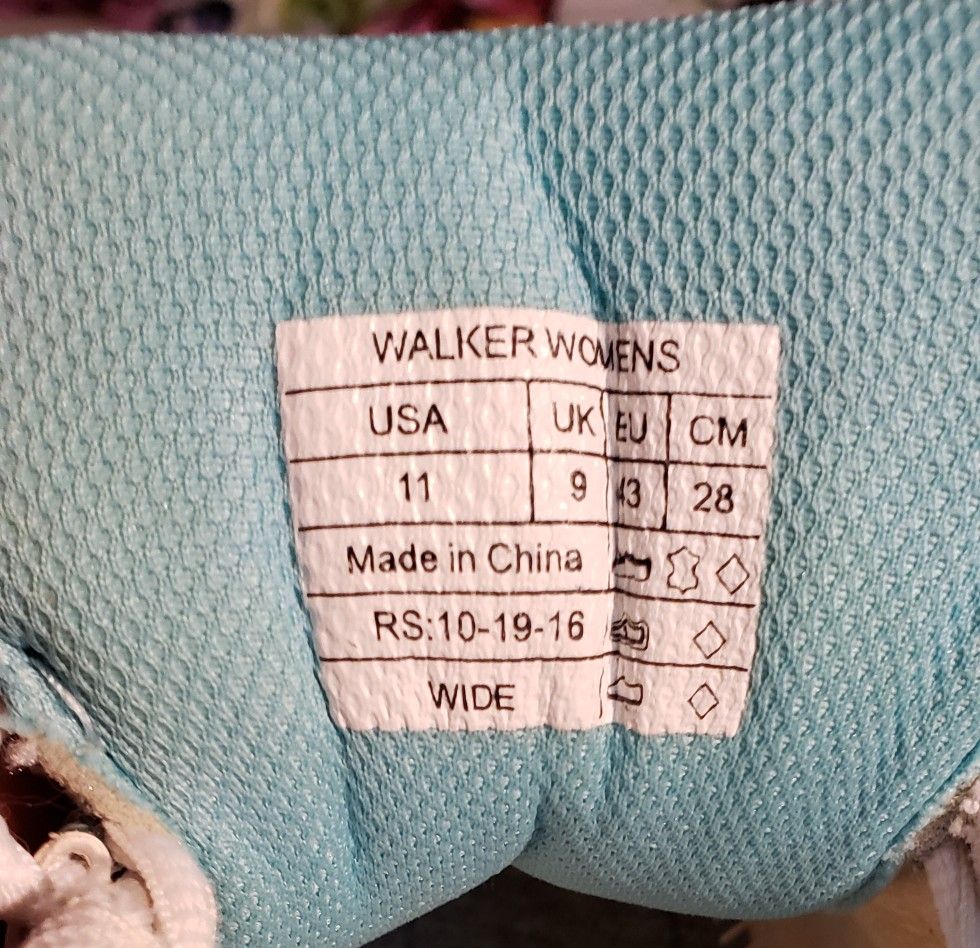 WALKER WOMENS
USA UK EU CM
11 9 43 28
Made in China
RS:10-19-16
WIDE